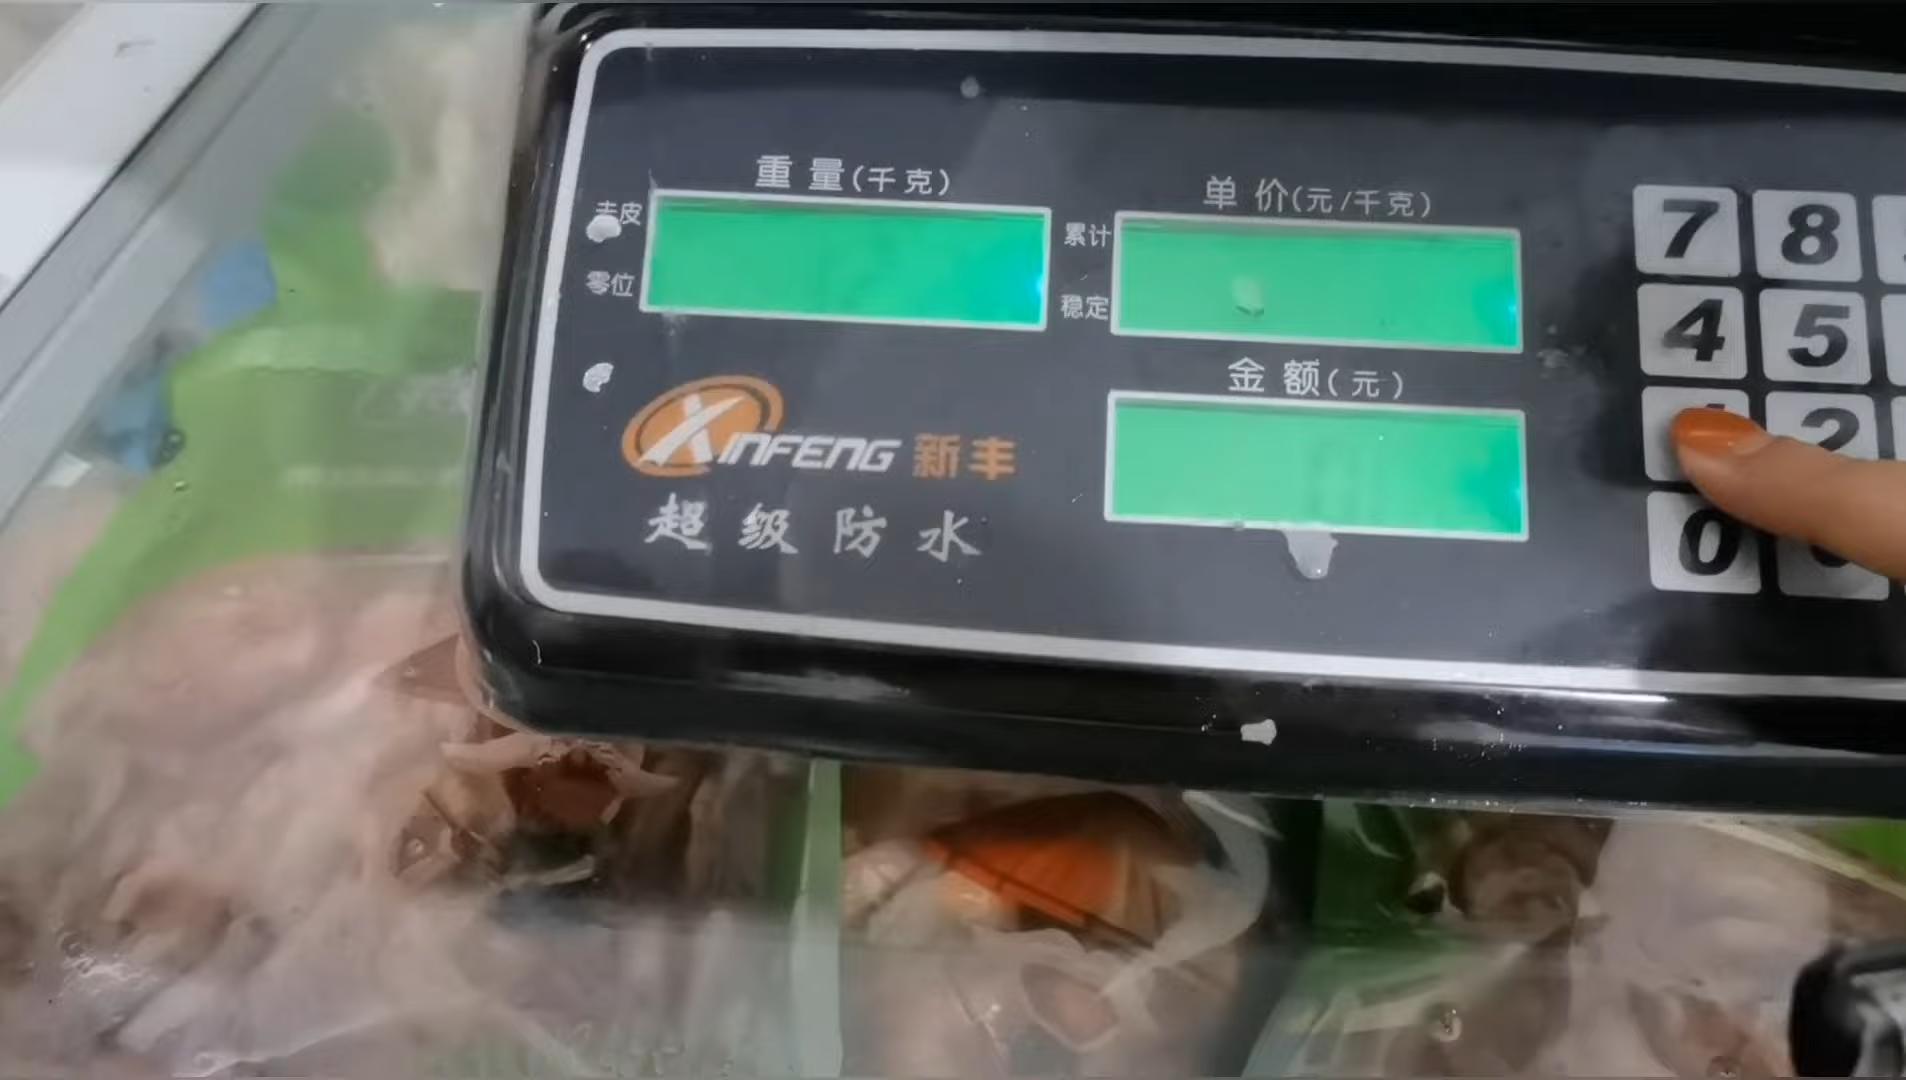 重量(千克)
去皮
零位
单价(元/千克)
累计
稳定
金额(元)
XINFENG 新丰
超级防水
7 8
4 5
2
0